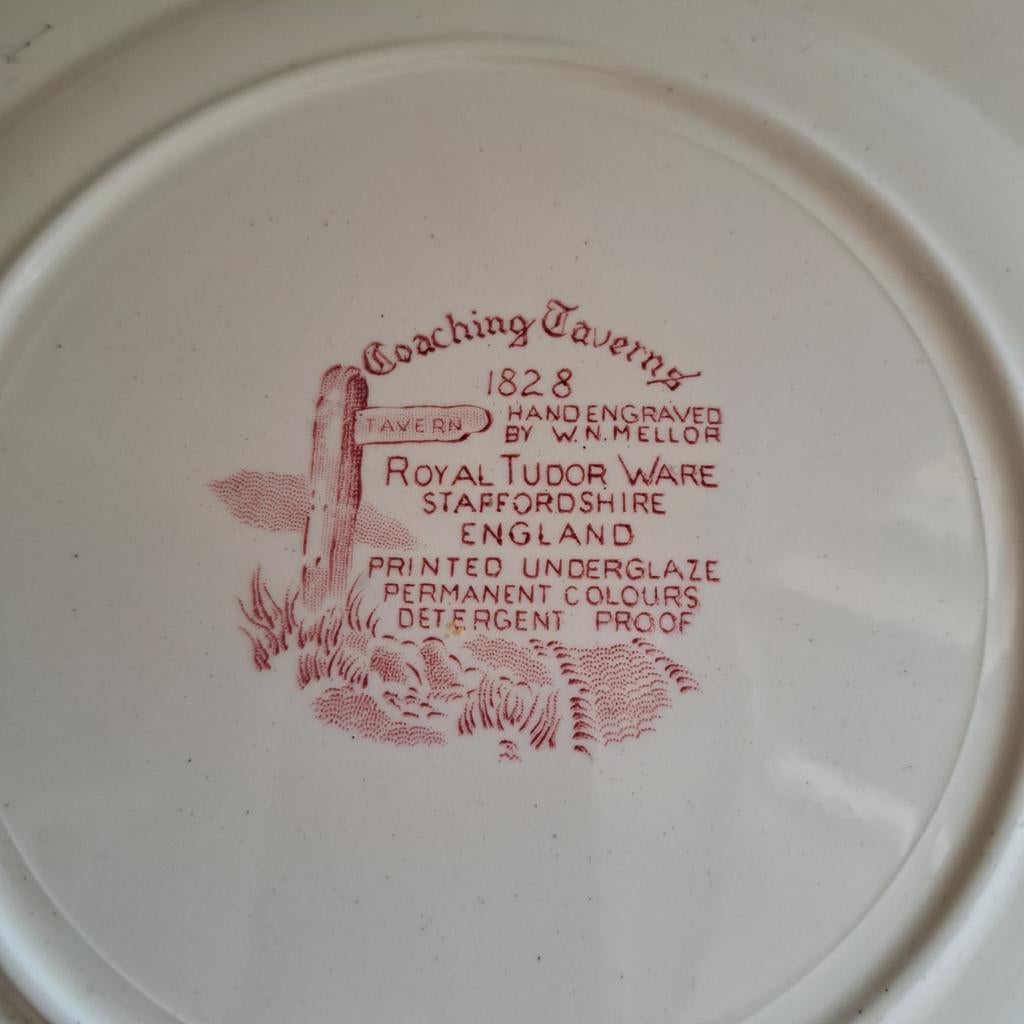 Coaching Taverns
1828
TAVERN
HAND ENGRAVED
BY W.N. MELLOR
ROYAL TUDOR WARE
STAFFORDSHIRE
ENGLAND
PRINTED UNDERGLAZE
PERMANENT COLOURS
DETERGENT PROOF